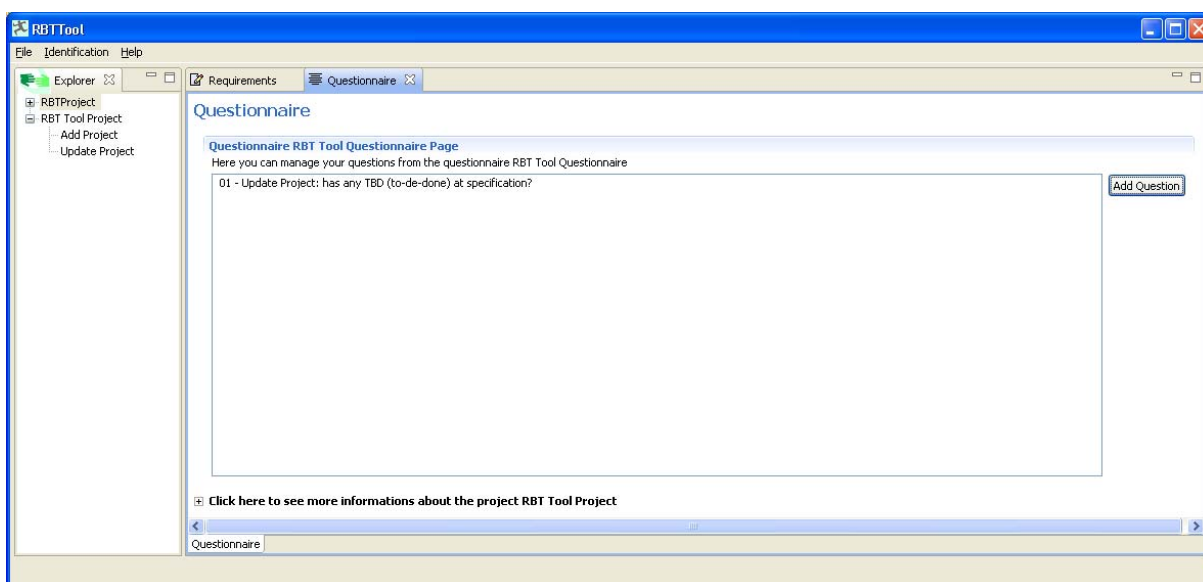 RBTTool
File Identification Help
Explorer
RBTProject
RBT Tool Project
Add Project
Update Project
Requirements
Questionnaire
Questionnaire
Questionnaire RBT Tool Questionnaire Page
Here you can manage your questions from the questionnaire RBT Tool Questionnaire
01 - Update Project: has any TBD (to-de-done) at specification?
Add Question
Click here to see more informations about the project RBT Tool Project
Questionnaire